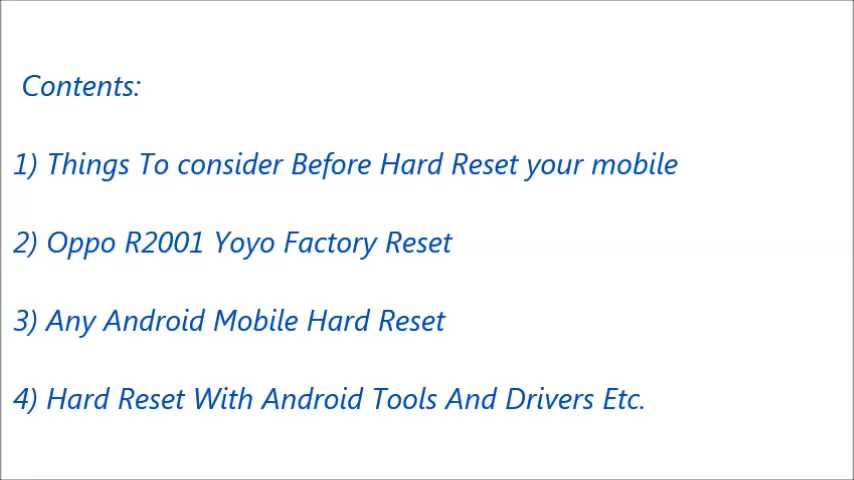 Contents:
1) Things To consider Before Hard Reset your mobile
2) Oppo R2001 Yoyo Factory Reset
3) Any Android Mobile Hard Reset
4) Hard Reset With Android Tools And Drivers Etc.